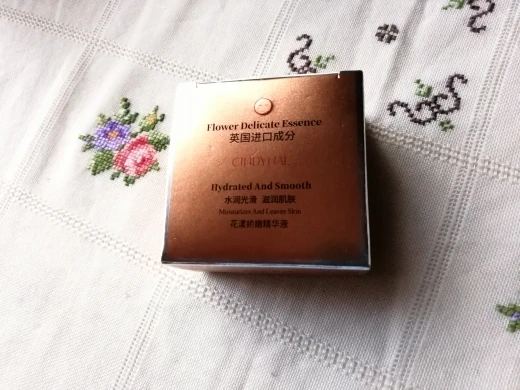 Flower Delicate Essence
英国进口成分
Hydrated And Smooth
水润光滑 滋润肌肤
Moisturizes And Leaves Skin
花漾娇嫩精华液